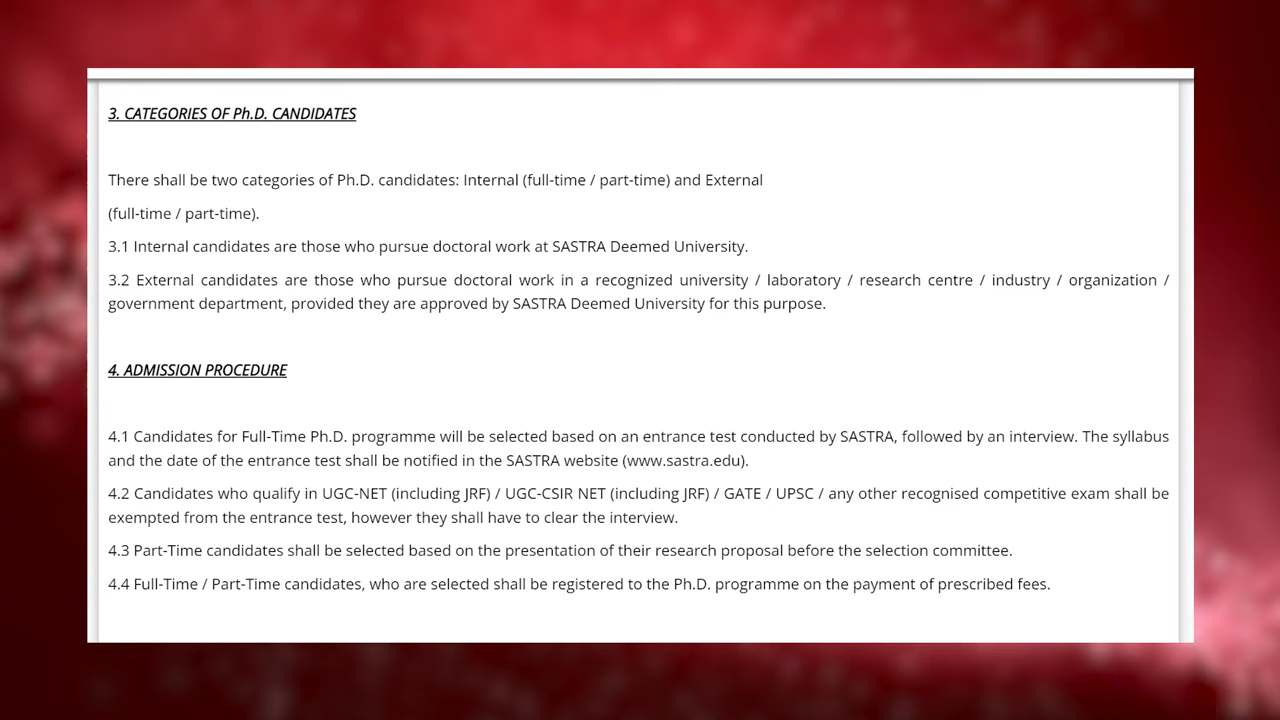 3. CATEGORIES OF Ph.D. CANDIDATES
There shall be two categories of Ph.D. candidates: Internal (full-time / part-time) and External
(full-time / part-time).
3.1 Internal candidates are those who pursue doctoral work at SASTRA Deemed University.
3.2 External candidates are those who pursue doctoral work in a recognized university / laboratory / research centre / industry / organization /
government department, provided they are approved by SASTRA Deemed University for this purpose.
4. ADMISSION PROCEDURE
4.1 Candidates for Full-Time Ph.D. programme will be selected based on an entrance test conducted by SASTRA, followed by an interview. The syllabus
and the date of the entrance test shall be notified in the SASTRA website (www.sastra.edu).
4.2 Candidates who qualify in UGC-NET (including JRF) / UGC-CSIR NET (including JRF) / GATE / UPSC / any other recognised competitive exam shall be
exempted from the entrance test, however they shall have to clear the interview.
4.3 Part-Time candidates shall be selected based on the presentation of their research proposal before the selection committee.
4.4 Full-Time / Part-Time candidates, who are selected shall be registered to the Ph.D. programme on the payment of prescribed fees.